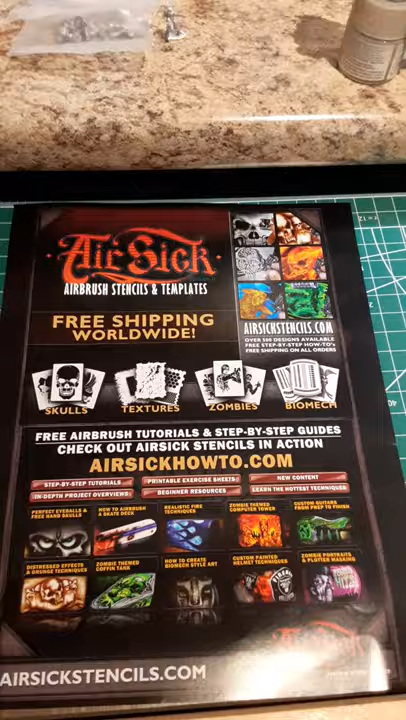 AirSick
AIRBRUSH STENCILS & TEMPLATES
FREE SHIPPING
WORLDWIDE!
AIRSICKSTENCILS.COM
OVER 500 DESIGNS AVAILABLE
FREE STEP-BY-STEP HOW-TO's
FREE SHIPPING ON ALL ORDERS
SKULLS
TEXTURES
ZOMBIES
BIOMECH
FREE AIRBRUSH TUTORIALS & STEP-BY-STEP GUIDES
CHECK OUT AIRSICK STENCILS IN ACTION
AIRSICKHOWTO.COM
STEP-BY-STEP TUTORIALS
PRINTABLE EXERCISE SHEETS
NEW CONTENT
IN-DEPTH PROJECT OVERVIEWS
BEGINNER RESOURCES
LEARN THE HOTTEST TECHNIQUES
PERFECT EYEBALLS &
FREE HAND SKULLS
HOW TO AIRBRUSH
A SKATE DECK
REALISTIC FIRE
TECHNIQUES
ZOMBIE THEMED
COMPUTER TOWER
CUSTOM GUITARS
FROM PREP TO FINISH
DISTRESSED EFFECTS
& GRUNGE TECHNIQUES
ZOMBIE THEMED
COFFIN TANK
HOW TO CREATE
BIOMECH STYLE ART
CUSTOM PAINTED
HELMET TECHNIQUES
ZOMBIE PORTRAITS
& PLOTTER MASKING
AirSick
AIRSICKSTENCILS.COM